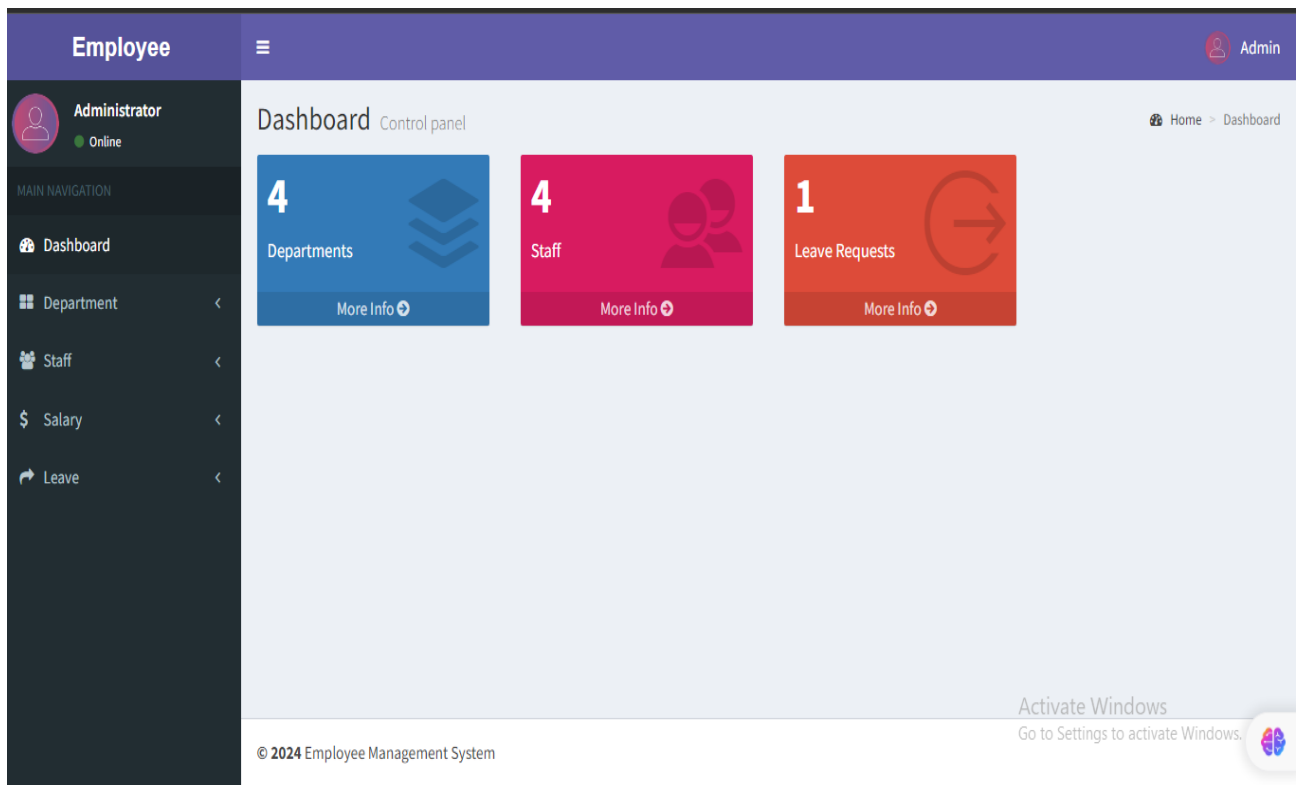 Employee
Admin
Administrator
Online
MAIN NAVIGATION
Dashboard
Department
Staff
$ Salary
Leave
Dashboard Control panel
Home > Dashboard
4
Departments
More Info
4
Staff
More Info
1
Leave Requests
More Info
Activate Windows
Go to Settings to activate Windows.
© 2024 Employee Management System